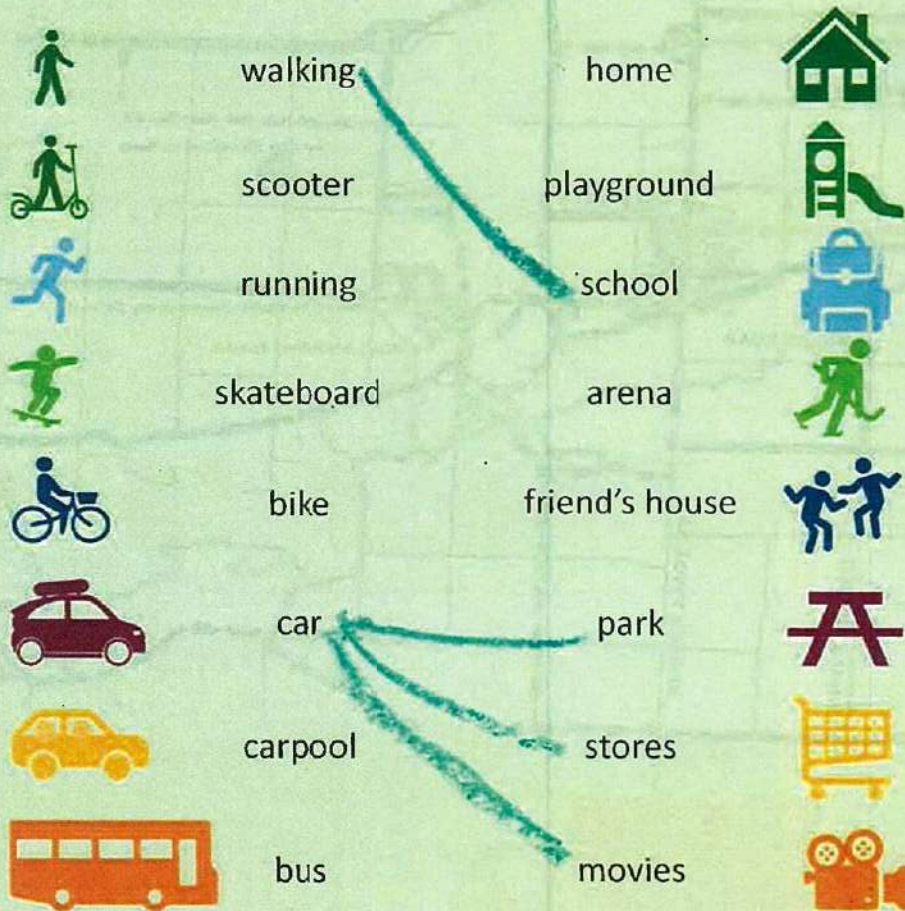 walking home
scooter playground
running school
skateboard arena
bike friend's house
car park
carpool stores
bus movies